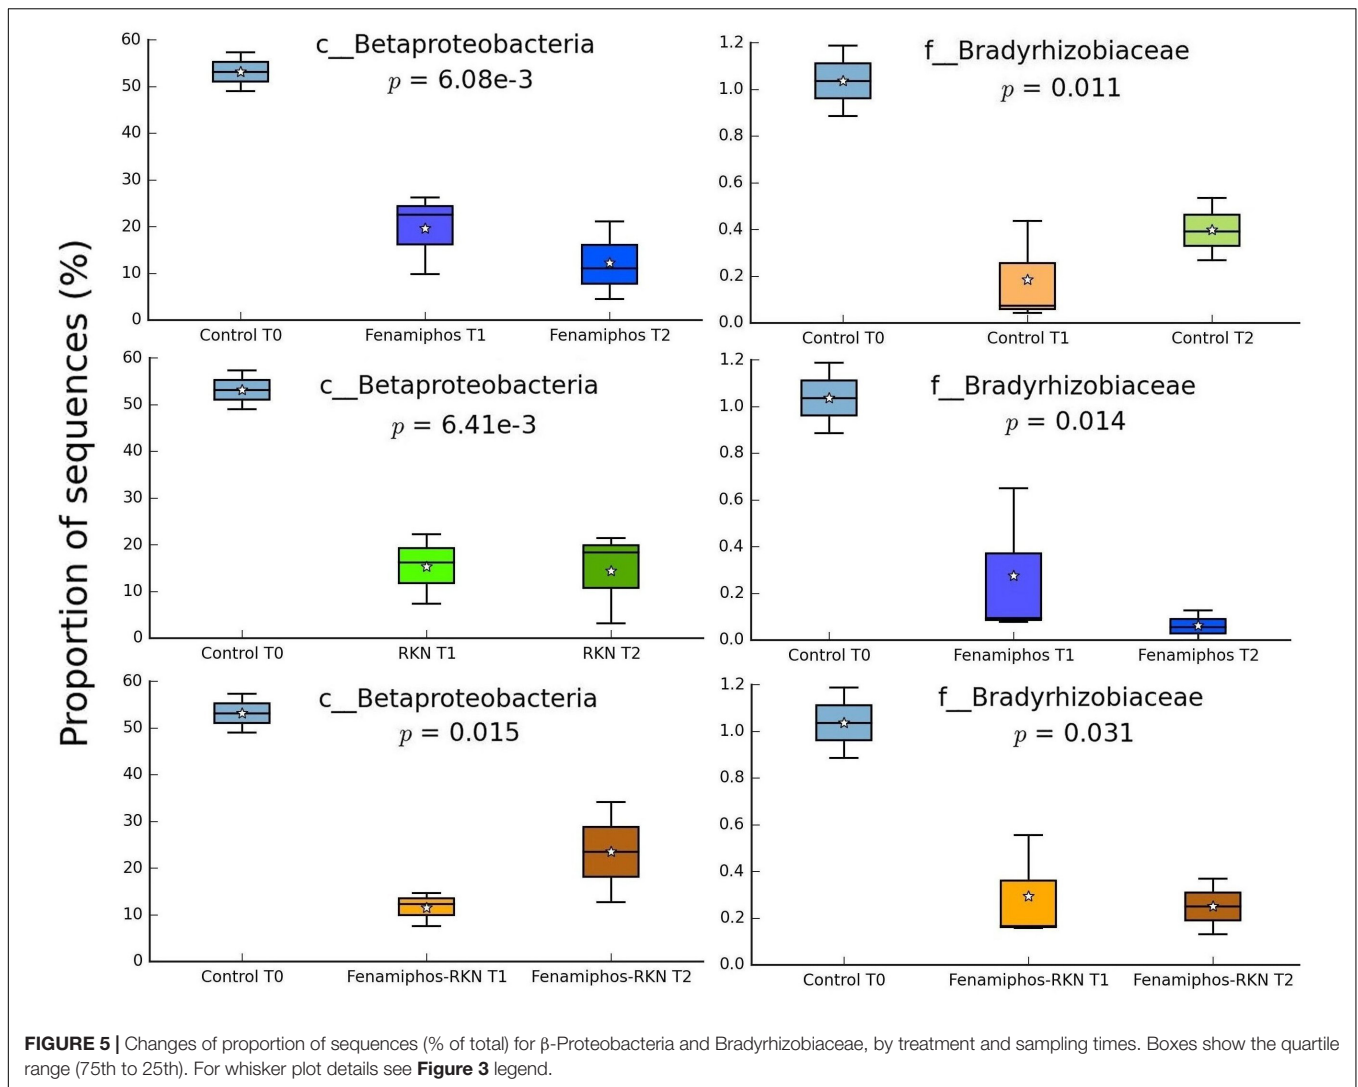 Proportion of sequences (%)
c__Betaproteobacteria
p = 6.08e-3
60
50
40
30
20
10
0
Control T0 Fenamiphos T1 Fenamiphos T2
f__Bradyrhizobiaceae
p = 0.011
1.2
1.0
0.8
0.6
0.4
0.2
0.0
Control T0 Control T1 Control T2
c__Betaproteobacteria
p = 6.41e-3
60
50
40
30
20
10
0
Control T0 RKN T1 RKN T2
f__Bradyrhizobiaceae
p = 0.014
1.2
1.0
0.8
0.6
0.4
0.2
0.0
Control T0 Fenamiphos T1 Fenamiphos T2
c__Betaproteobacteria
p = 0.015
60
50
40
30
20
10
0
Control T0 Fenamiphos-RKN T1 Fenamiphos-RKN T2
f__Bradyrhizobiaceae
p = 0.031
1.2
1.0
0.8
0.6
0.4
0.2
0.0
Control T0 Fenamiphos-RKN T1 Fenamiphos-RKN T2
FIGURE 5 | Changes of proportion of sequences (% of total) for β-Proteobacteria and Bradyrhizobiaceae, by treatment and sampling times. Boxes show the quartile
range (75th to 25th). For whisker plot details see Figure 3 legend.